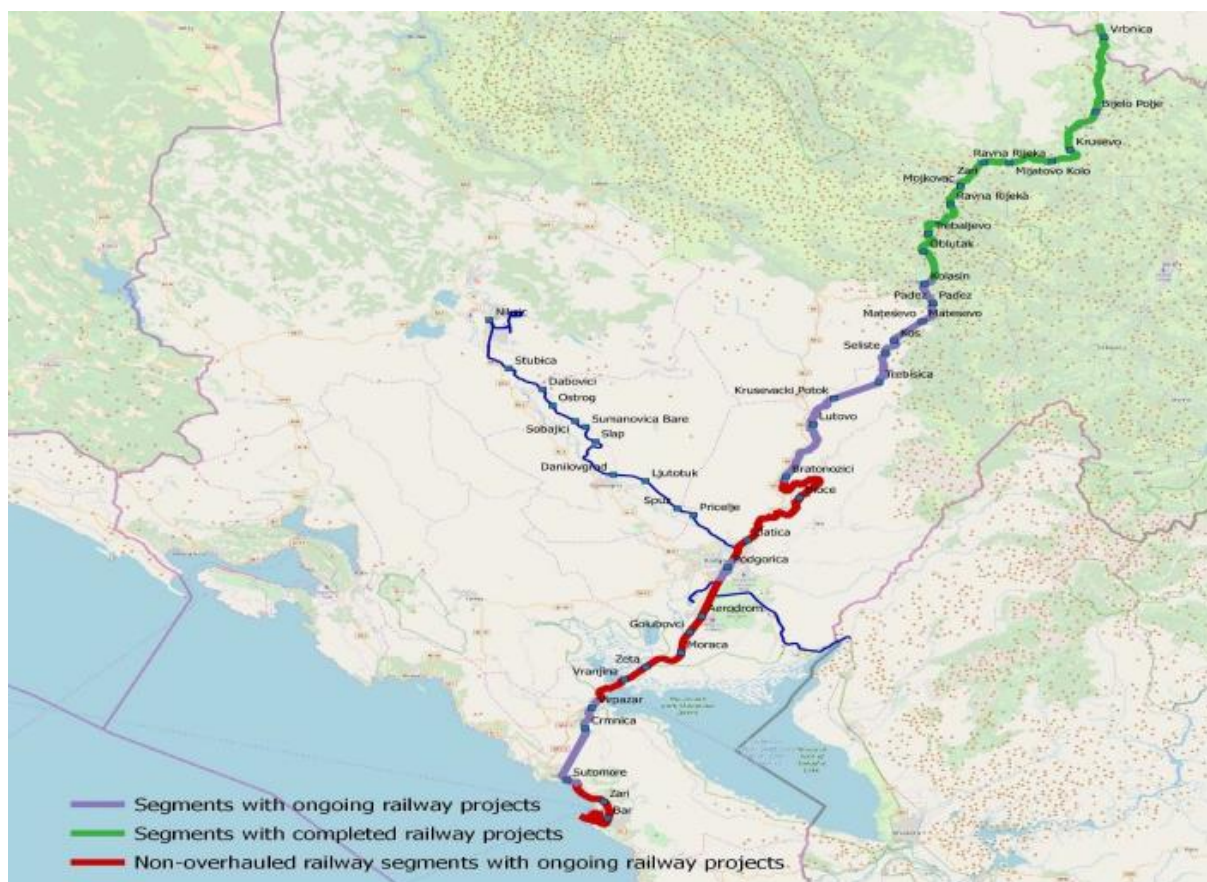 Vrbnica
Bijelo Polje
Krusevo
Ravna Rijeka
Mijatovo Kolo
Zari
Mojkovac
Ravna Rijeka
Trebaljevo
Oblutak
Kolasin
Padez
Padez
Matesevo
Matesevo
Kos
Seliste
Trebisica
Krusevacki Potok
Lutovo
Bratonozici
Niksic
Stubica
Dabovici
Ostrog
Sumanovica Bare
Sobajici
Slap
Danilovgrad
Ljutotuk
Spuz
Pricelje
Zlatica
Podgorica
Aerodrom
Golubovci
Moraca
Zeta
Vranjina
Virpazar
Crmnica
Sutomore
Zari
Bar
Segments with ongoing railway projects
Segments with completed railway projects
Non-overhauled railway segments with ongoing railway projects